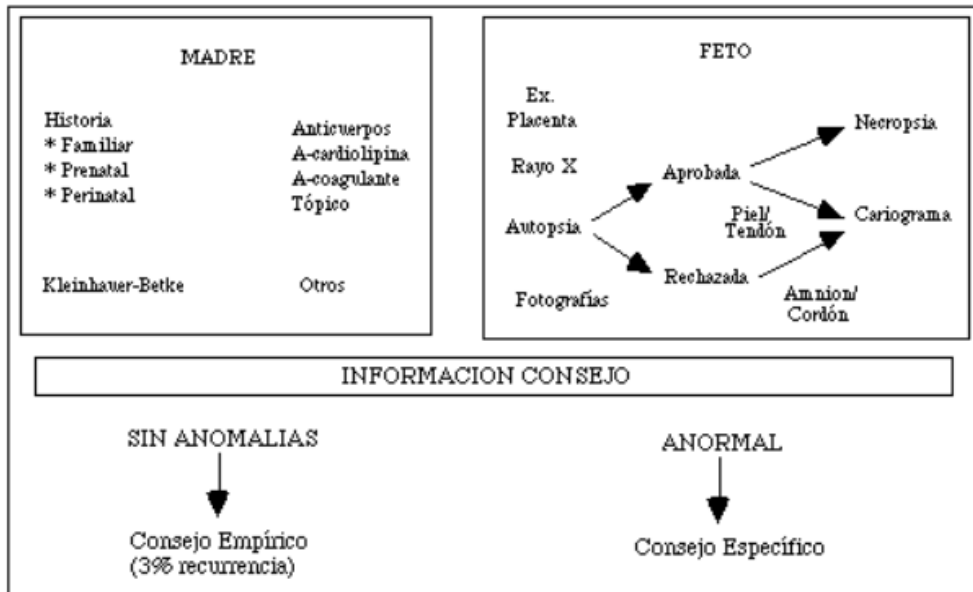 MADRE
Historia
* Familiar
* Prenatal
* Perinatal
Anticuerpos
A-cardiolipina
A-coagulante
Tópico
Kleinhauer-Betke
Otros
FETO
Ex.
Placenta
Rayo X
Autopsia
Fotografías
Aprobada
Rechazada
Piel/
Tendón
Amnion/
Cordón
Necropsia
Cariograma
INFORMACION CONSEJO
SIN ANOMALIAS
Consejo Empírico
(3% recurrencia)
ANORMAL
Consejo Específico